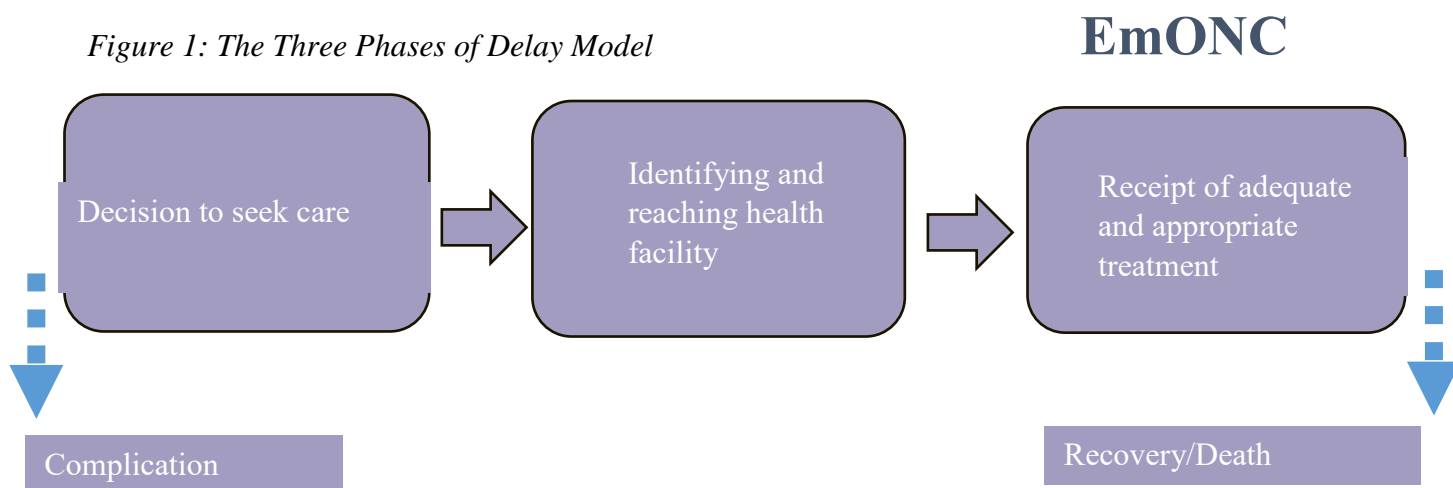 EmONC
Figure 1: The Three Phases of Delay Model
Decision to seek care
Identifying and
reaching health
facility
Receipt of adequate
and appropriate
treatment
Complication
Recovery/Death